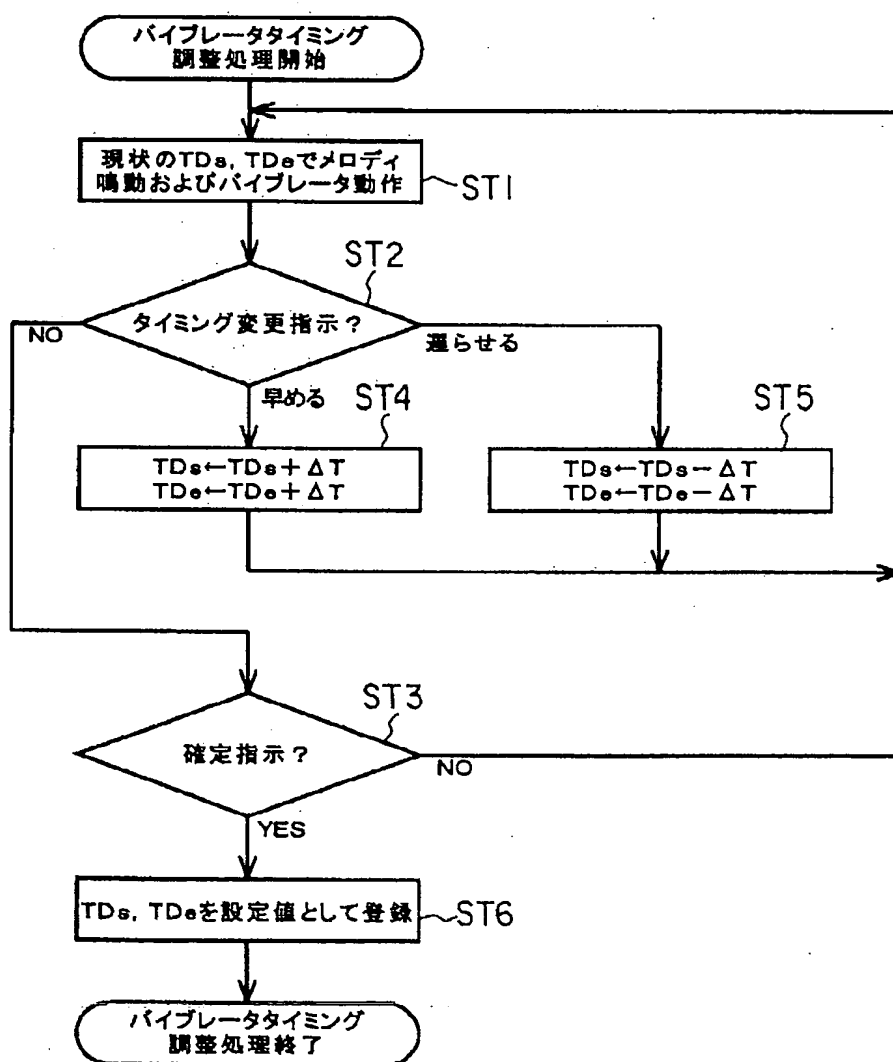 バイブレータタイミング
調整処理開始
現状のTDs, TDeでメロディ
鳴動およびバイブレータ動作
ST1
ST2
タイミング変更指示？
NO
遅らせる
早める
ST4
ST5
TDs←TDs＋ΔT
TDe←TDe＋ΔT
TDs←TDs－ΔT
TDe←TDe－ΔT
ST3
確定指示？
NO
YES
TDs, TDeを設定値として登録
ST6
バイブレータタイミング
調整処理終了